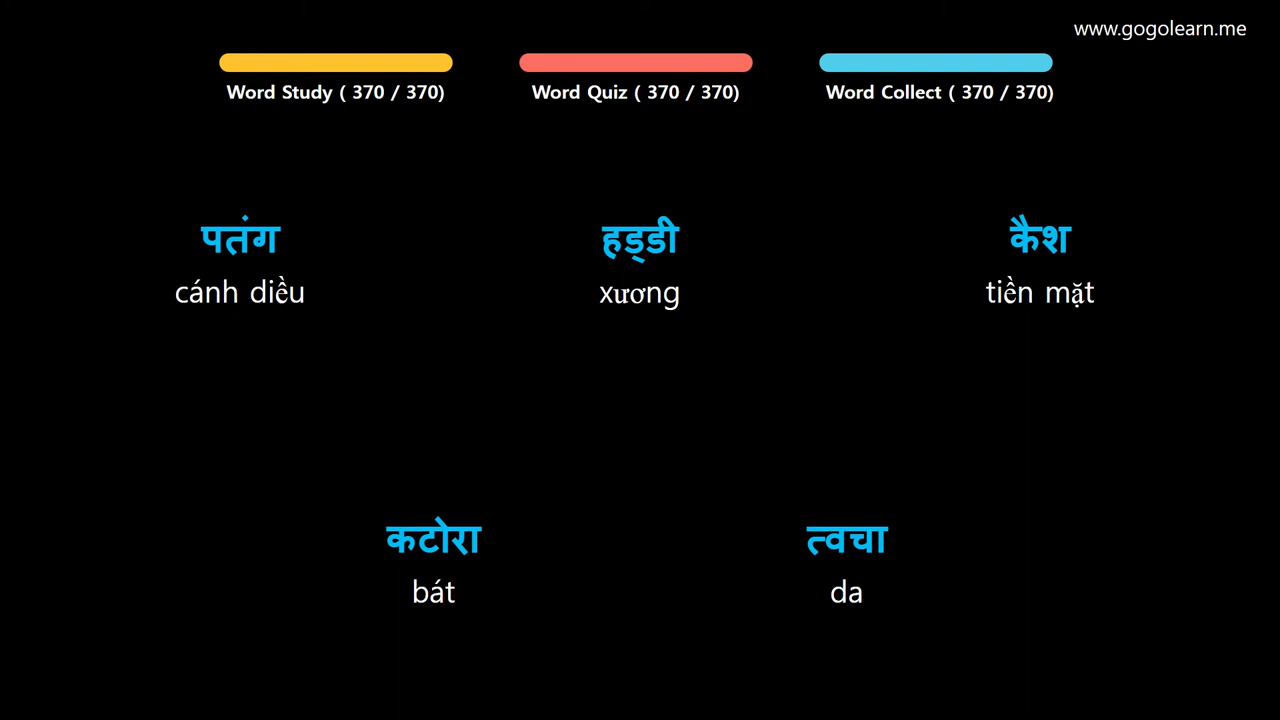 www.gogolearn.me
Word Study ( 370 / 370)
Word Quiz ( 370 / 370)
Word Collect ( 370 / 370)
पतंग
cánh diều
हड्डी
xương
कैश
tiền mặt
कटोरा
bát
त्वचा
da